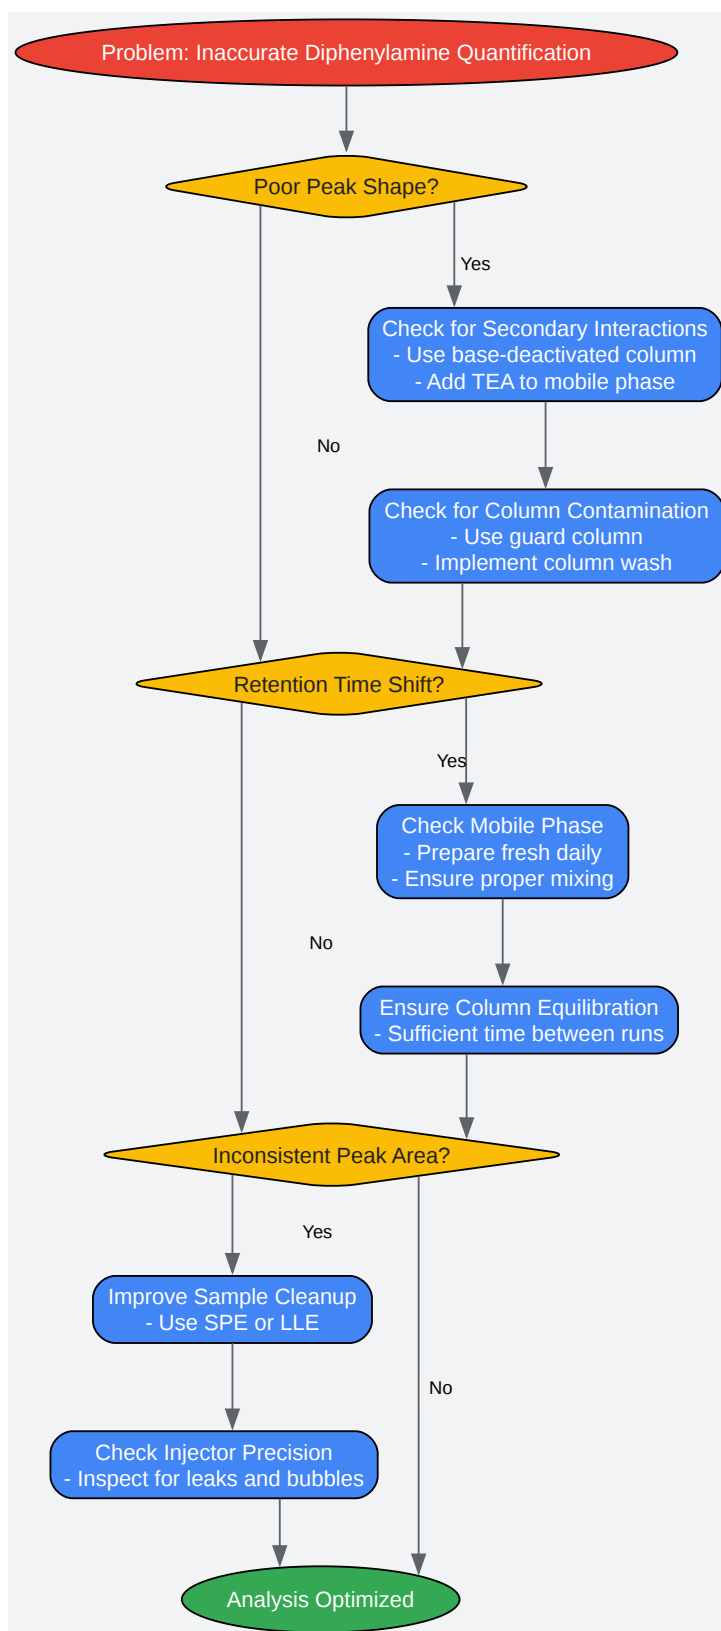 Problem: Inaccurate Diphenylamine Quantification
Poor Peak Shape?
Yes
Check for Secondary Interactions
- Use base-deactivated column
- Add TEA to mobile phase
No
Check for Column Contamination
- Use guard column
- Implement column wash
Retention Time Shift?
Yes
Check Mobile Phase
- Prepare fresh daily
- Ensure proper mixing
No
Ensure Column Equilibration
- Sufficient time between runs
Inconsistent Peak Area?
Yes
Improve Sample Cleanup
- Use SPE or LLE
No
Check Injector Precision
- Inspect for leaks and bubbles
Analysis Optimized